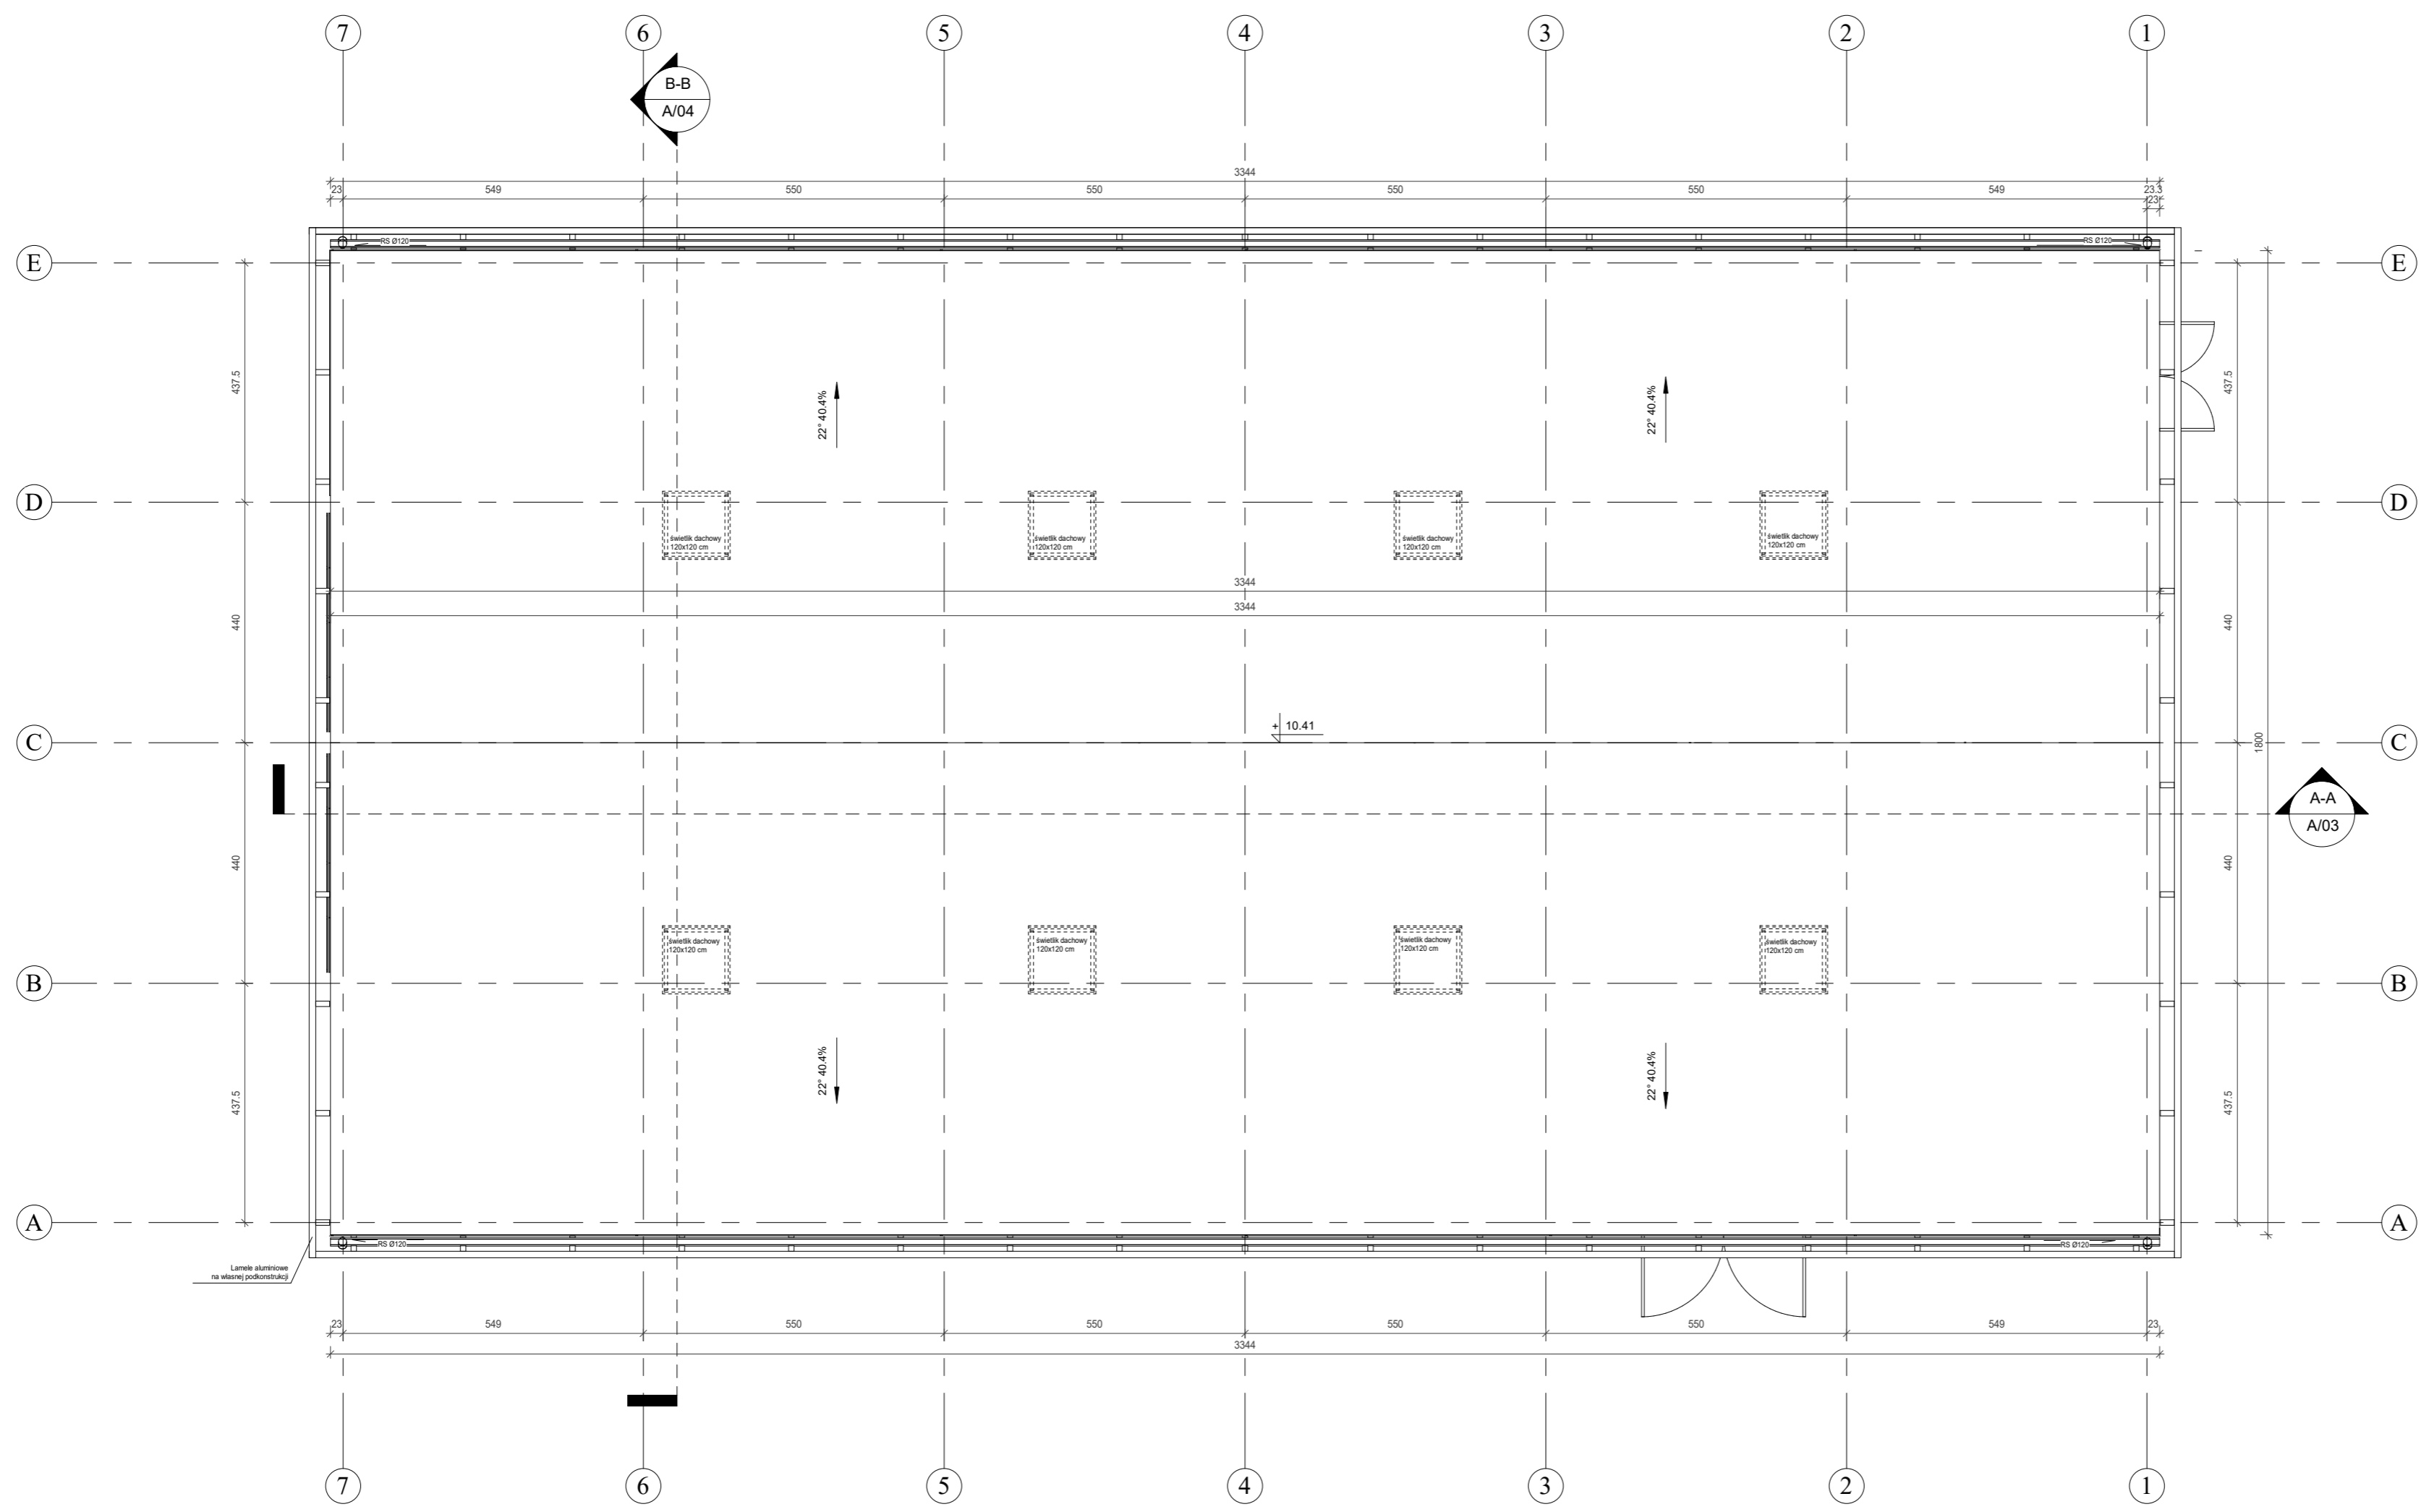 7 6 5 4 3 2 1
B-B
A/04
3344
23 549 550 550 550 550 549 23.3
23
RS Ø120 RS Ø120
E E
437.5 437.5
22° 40.4% 22° 40.4%
D D
świetlik dachowy
120x120 cm
świetlik dachowy
120x120 cm
świetlik dachowy
120x120 cm
świetlik dachowy
120x120 cm
3344
440 440
3344
+ 10.41
C C
1800
A-A
A/03
440 440
świetlik dachowy
120x120 cm
świetlik dachowy
120x120 cm
świetlik dachowy
120x120 cm
świetlik dachowy
120x120 cm
B B
22° 40.4% 22° 40.4%
437.5 437.5
A A
RS Ø120 RS Ø120
Lamele aluminiowe
na własnej podkonstrukcji
23 549 550 550 550 550 549 23
3344
7 6 5 4 3 2 1